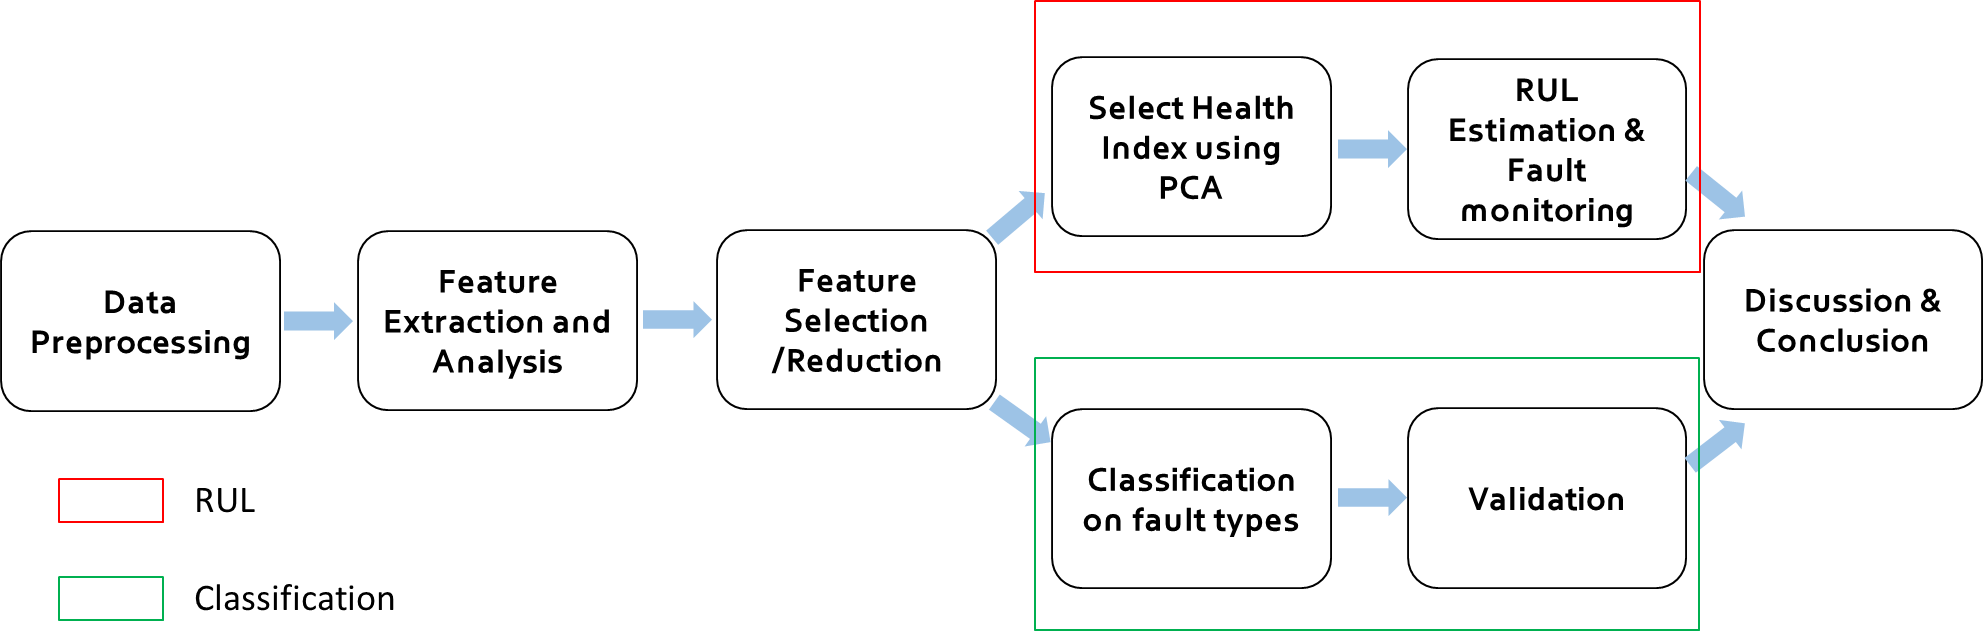 Data
Preprocessing
Feature
Extraction and
Analysis
Feature
Selection
/Reduction
Select Health
Index using
PCA
RUL
Estimation &
Fault
monitoring
Classification
on fault types
Validation
Discussion &
Conclusion
RUL
Classification